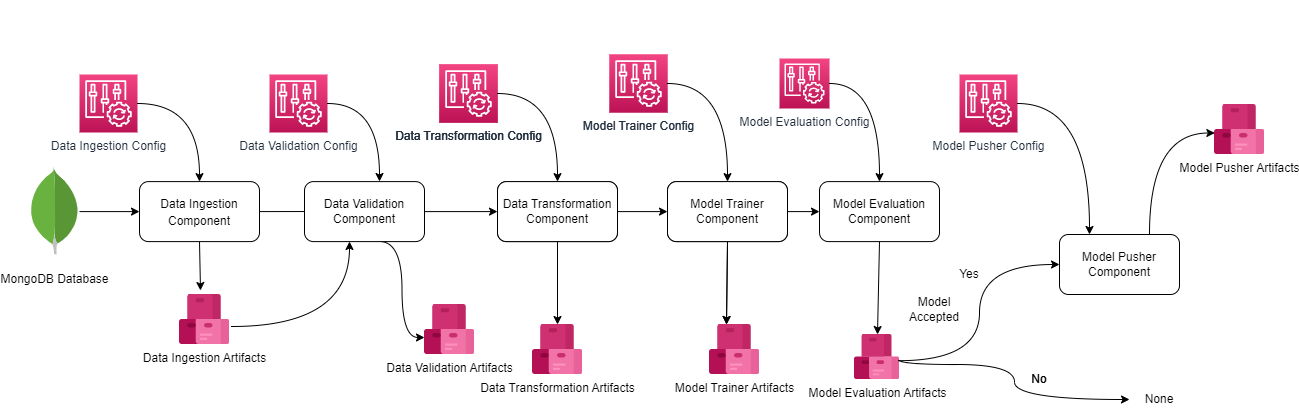 Data Ingestion Config
Data Validation Config
Data Transformation Config
Model Trainer Config
Model Evaluation Config
Model Pusher Config
Model Pusher Artifacts
MongoDB Database
Data Ingestion
Component
Data Validation
Component
Data Transformation
Component
Model Trainer
Component
Model Evaluation
Component
Model Pusher
Component
Yes
Model
Accepted
Data Ingestion Artifacts
Data Validation Artifacts
Data Transformation Artifacts
Model Trainer Artifacts
Model Evaluation Artifacts
No
None